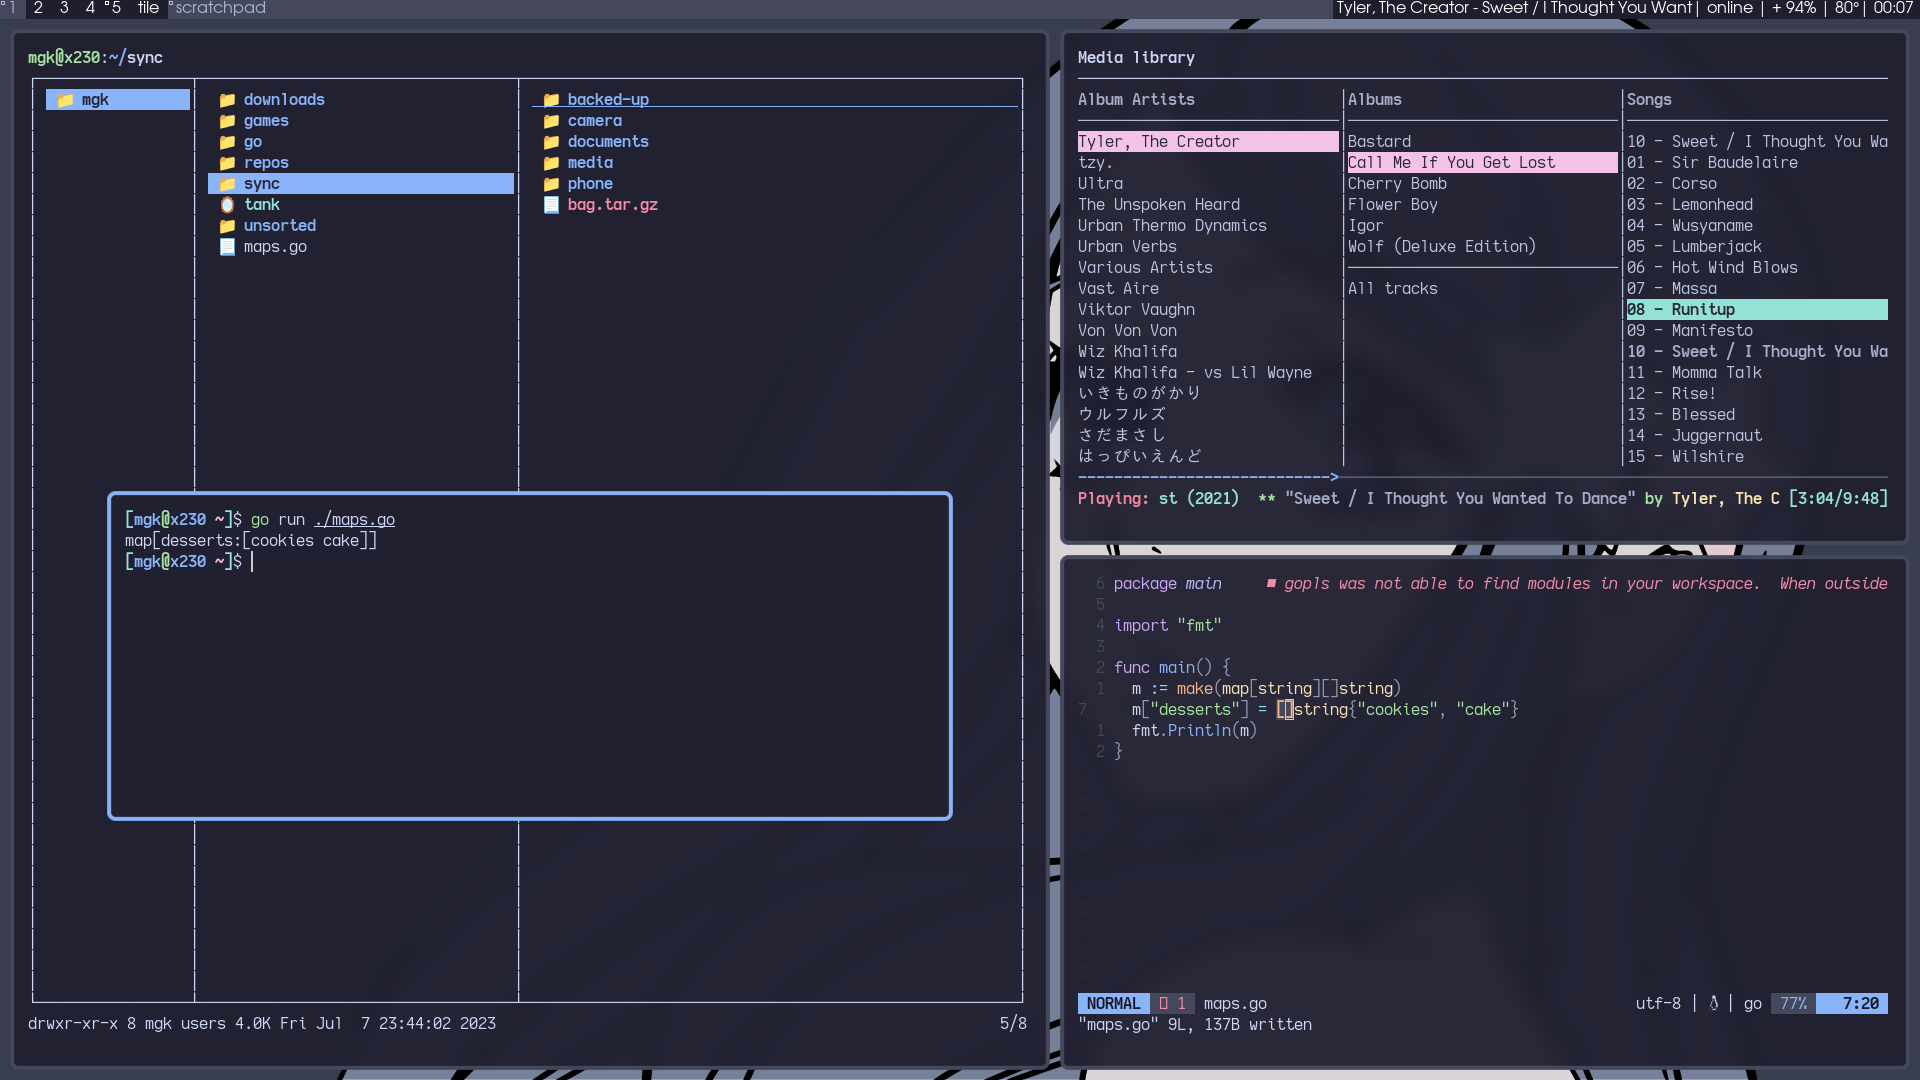 1 2 3 4 5 tile scratchpad
Tyler, The Creator - Sweet / I Thought You Want | online | + 94% | 80° | 00:07
mgk@x230:~/sync
mgk
downloads
games
go
repos
sync
tank
unsorted
maps.go
backed-up
camera
documents
media
phone
bag.tar.gz
[mgk@x230 ~]$ go run ./maps.go
map[desserts:[cookies cake]]
[mgk@x230 ~]$
drwxr-xr-x 8 mgk users 4.0K Fri Jul  7 23:44:02 2023
5/8
Media library
Album Artists
Tyler, The Creator
tzy.
Ultra
The Unspoken Heard
Urban Thermo Dynamics
Urban Verbs
Various Artists
Vast Aire
Viktor Vaughn
Von Von Von
Wiz Khalifa
Wiz Khalifa - vs Lil Wayne
いきものがかり
ウルフルズ
さだまさし
はっぴいえんど
Albums
Bastard
Call Me If You Get Lost
Cherry Bomb
Flower Boy
Igor
Wolf (Deluxe Edition)
All tracks
Songs
10 - Sweet / I Thought You Wa
01 - Sir Baudelaire
02 - Corso
03 - Lemonhead
04 - Wusyaname
05 - Lumberjack
06 - Hot Wind Blows
07 - Massa
08 - Runitup
09 - Manifesto
10 - Sweet / I Thought You Wa
11 - Momma Talk
12 - Rise!
13 - Blessed
14 - Juggernaut
15 - Wilshire
Playing: st (2021)  ** "Sweet / I Thought You Wanted To Dance" by Tyler, The C [3:04/9:48]
6 package main     ■ gopls was not able to find modules in your workspace.  When outside
5
4 import "fmt"
3
2 func main() {
1   m := make(map[string][]string)
7   m["desserts"] = []string{"cookies", "cake"}
1   fmt.Println(m)
2 }
NORMAL 1 maps.go
utf-8 | | go 77% 7:20
"maps.go" 9L, 137B written